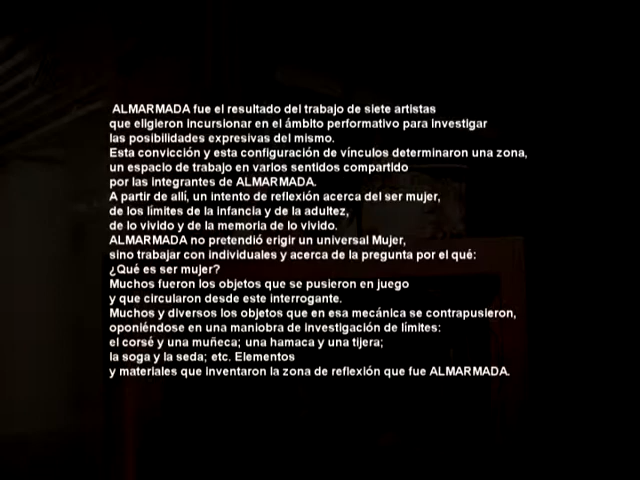 ALMARMADA fue el resultado del trabajo de siete artistas
que eligieron incursionar en el ámbito performativo para investigar
las posibilidades expresivas del mismo.
Esta convicción y esta configuración de vínculos determinaron una zona,
un espacio de trabajo en varios sentidos compartido
por las integrantes de ALMARMADA.
A partir de allí, un intento de reflexión acerca del ser mujer,
de los límites de la infancia y de la adultez,
de lo vivido y de la memoria de lo vivido.
ALMARMADA no pretendió erigir un universal Mujer,
sino trabajar con individuales y acerca de la pregunta por el qué:
¿Qué es ser mujer?
Muchos fueron los objetos que se pusieron en juego
y que circularon desde este interrogante.
Muchos y diversos los objetos que en esa mecánica se contrapusieron,
oponiéndose en una maniobra de investigación de límites:
el corsé y una muñeca; una hamaca y una tijera;
la soga y la seda; etc. Elementos
y materiales que inventaron la zona de reflexión que fue ALMARMADA.